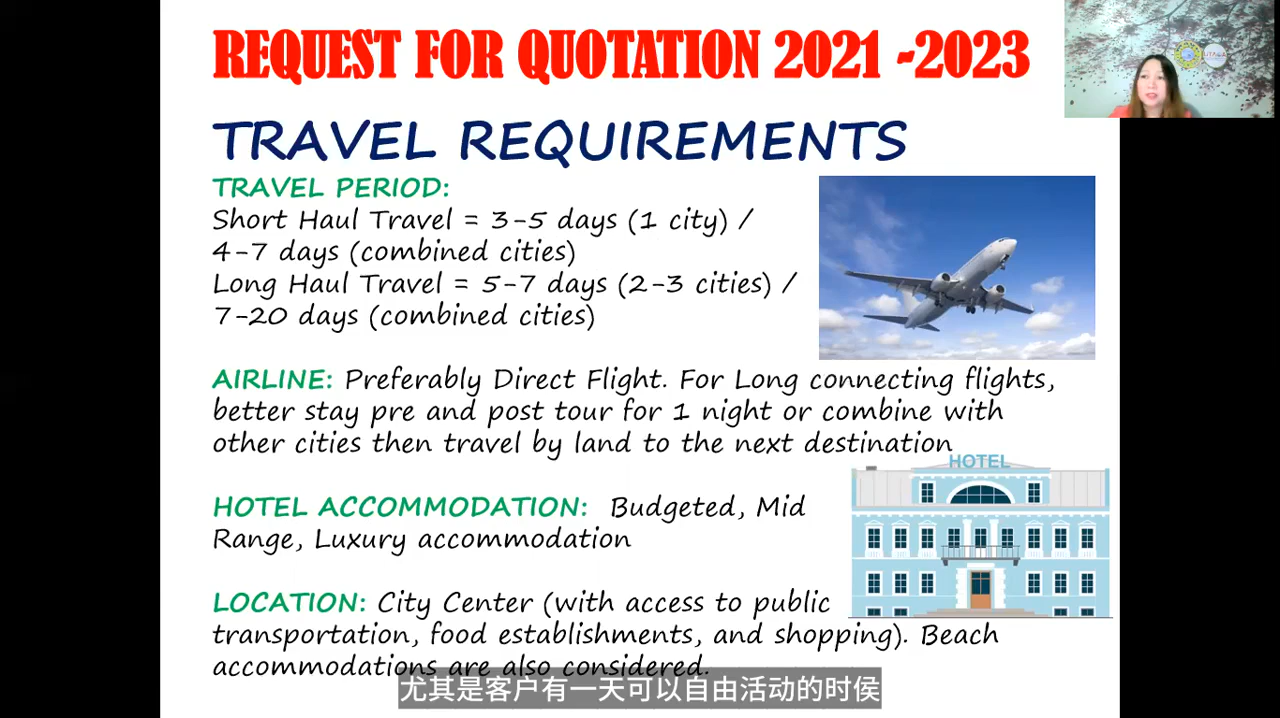 REQUEST FOR QUOTATION 2021 -2023
TRAVEL REQUIREMENTS
TRAVEL PERIOD:
Short Haul Travel = 3-5 days (1 city) /
4-7 days (combined cities)
Long Haul Travel = 5-7 days (2-3 cities) /
7-20 days (combined cities)
AIRLINE: Preferably Direct Flight. For Long connecting flights,
better stay pre and post tour for 1 night or combine with
other cities then travel by land to the next destination
HOTEL
HOTEL ACCOMMODATION: Budgeted, Mid
Range, Luxury accommodation
LOCATION: City Center (with access to public
transportation, food establishments, and shopping). Beach
accommodations are also considered.
尤其是客户有一天可以自由活动的时侯